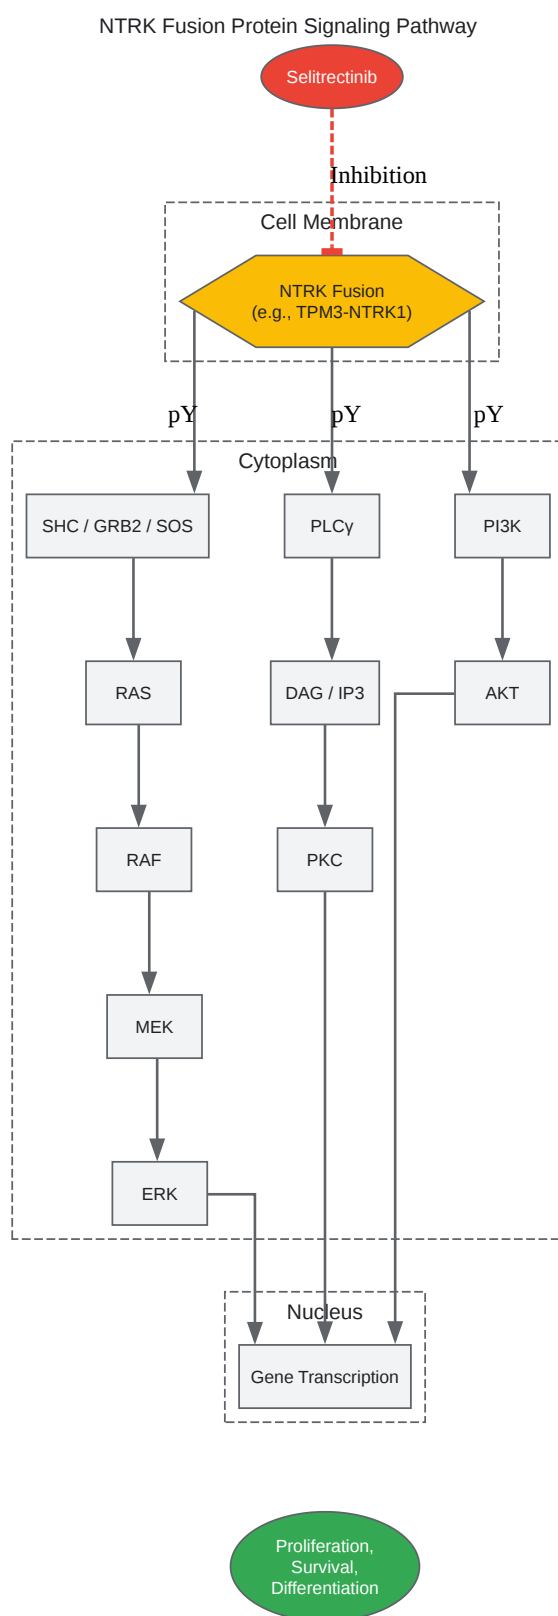 NTRK Fusion Protein Signaling Pathway
Selitrectinib
Inhibition
Cell Membrane
NTRK Fusion
(e.g., TPM3-NTRK1)
pY
pY
pY
Cytoplasm
SHC / GRB2 / SOS
PLCγ
PI3K
RAS
DAG / IP3
AKT
RAF
PKC
MEK
ERK
Nucleus
Gene Transcription
Proliferation,
Survival,
Differentiation